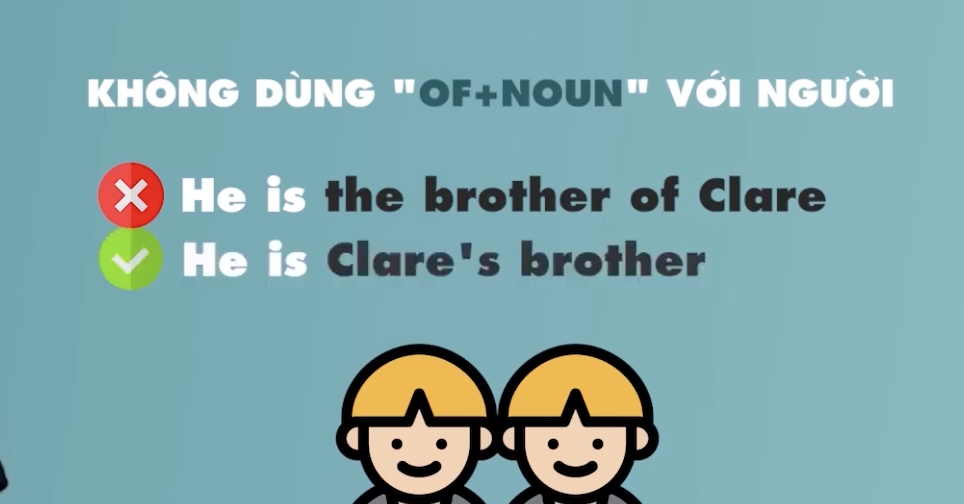 KHÔNG DÙNG "OF+NOUN" VỚI NGƯỜI
He is the brother of Clare
He is Clare's brother